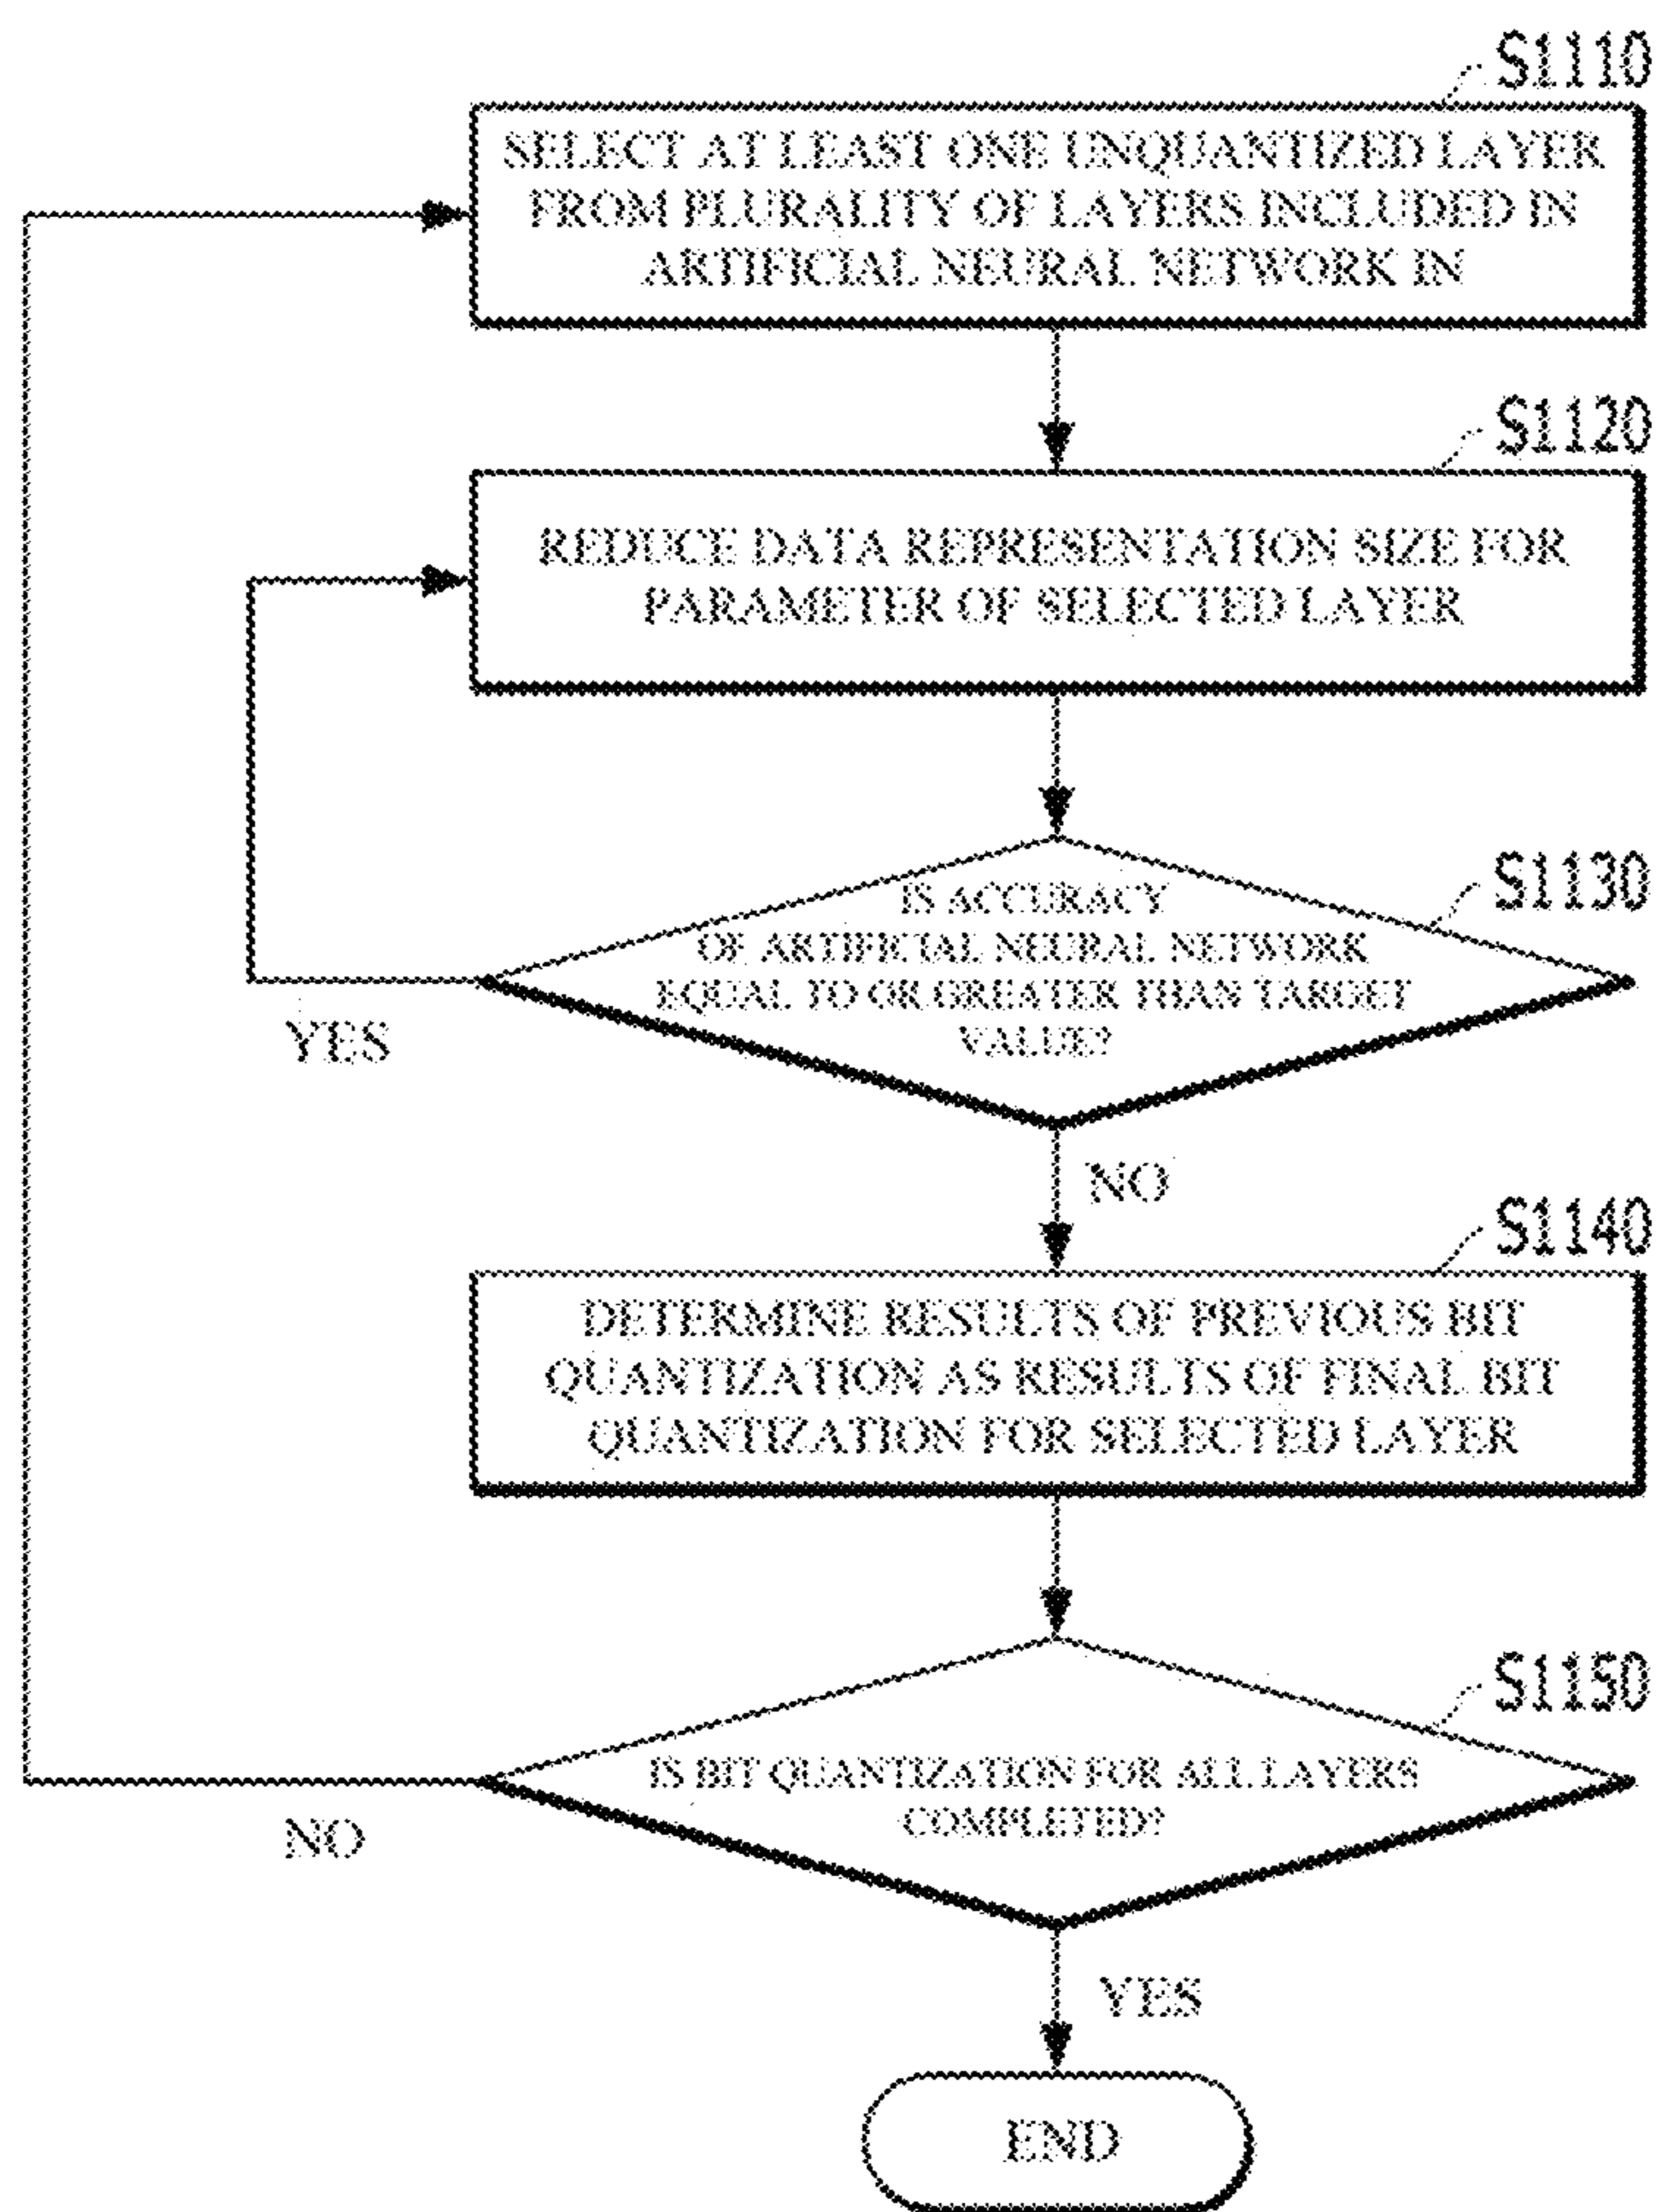 S1110
SELECT AT LEAST ONE UNQUANTIZED LAYER
FROM PLURALITY OF LAYERS INCLUDED IN
ARTIFICIAL NEURAL NETWORK IN
S1120
REDUCE DATA REPRESENTATION SIZE FOR
PARAMETER OF SELECTED LAYER
S1130
IS ACCURACY
OF ARTIFICIAL NEURAL NETWORK
EQUAL TO OR GREATER THAN TARGET
VALUE?
YES
NO
S1140
DETERMINE RESULTS OF PREVIOUS BIT
QUANTIZATION AS RESULTS OF FINAL BIT
QUANTIZATION FOR SELECTED LAYER
S1150
IS BIT QUANTIZATION FOR ALL LAYERS
COMPLETED?
NO
YES
END